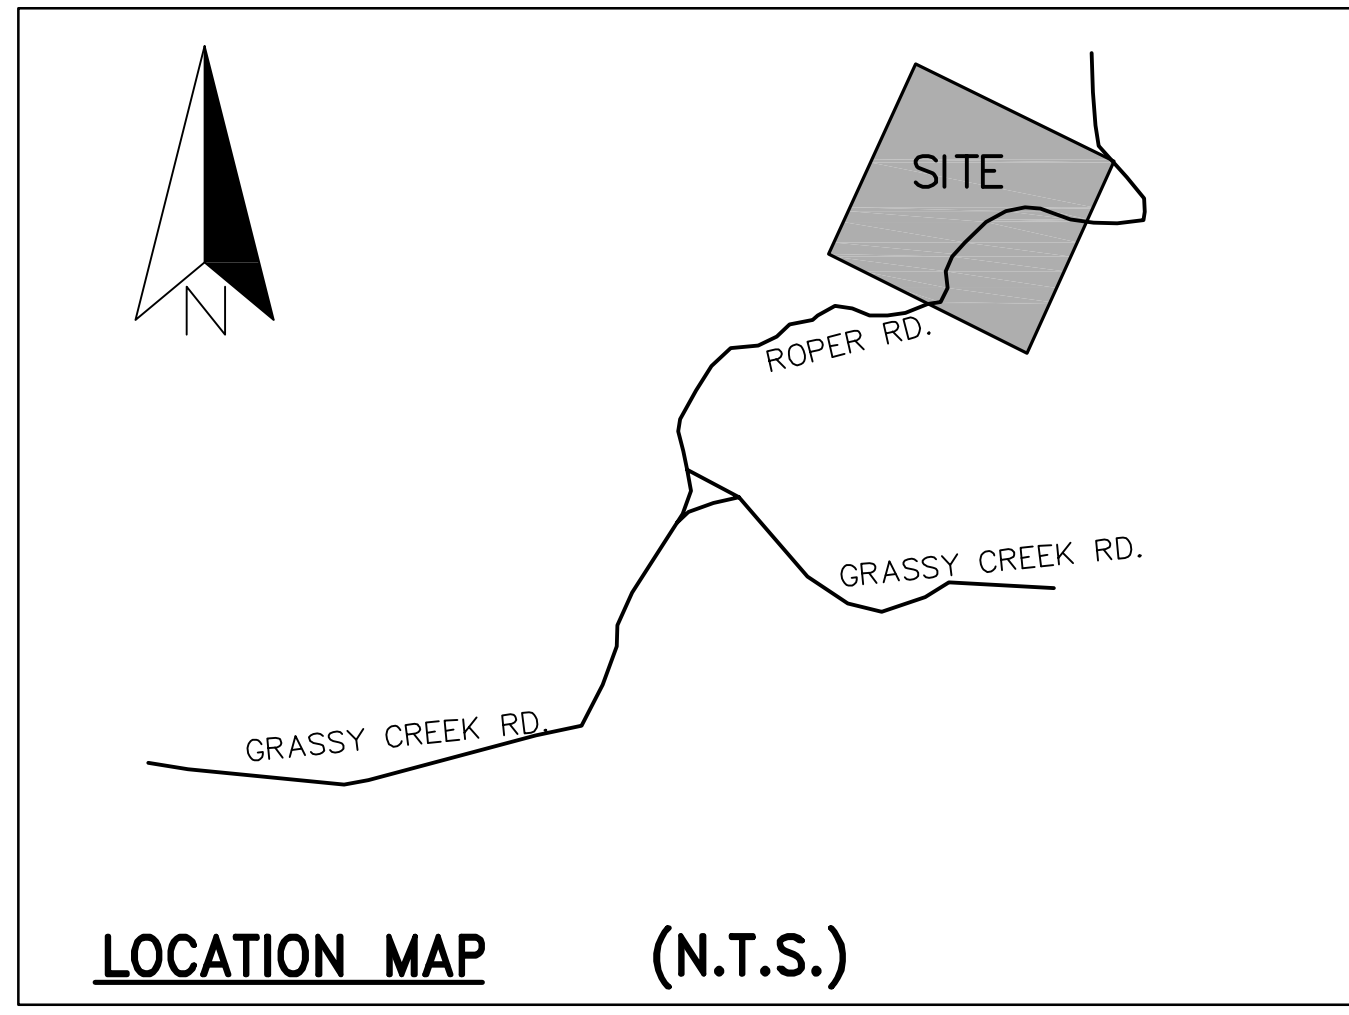 SITE
N
ROPER RD.
GRASSY CREEK RD.
GRASSY CREEK RD.
LOCATION MAP (N.T.S.)